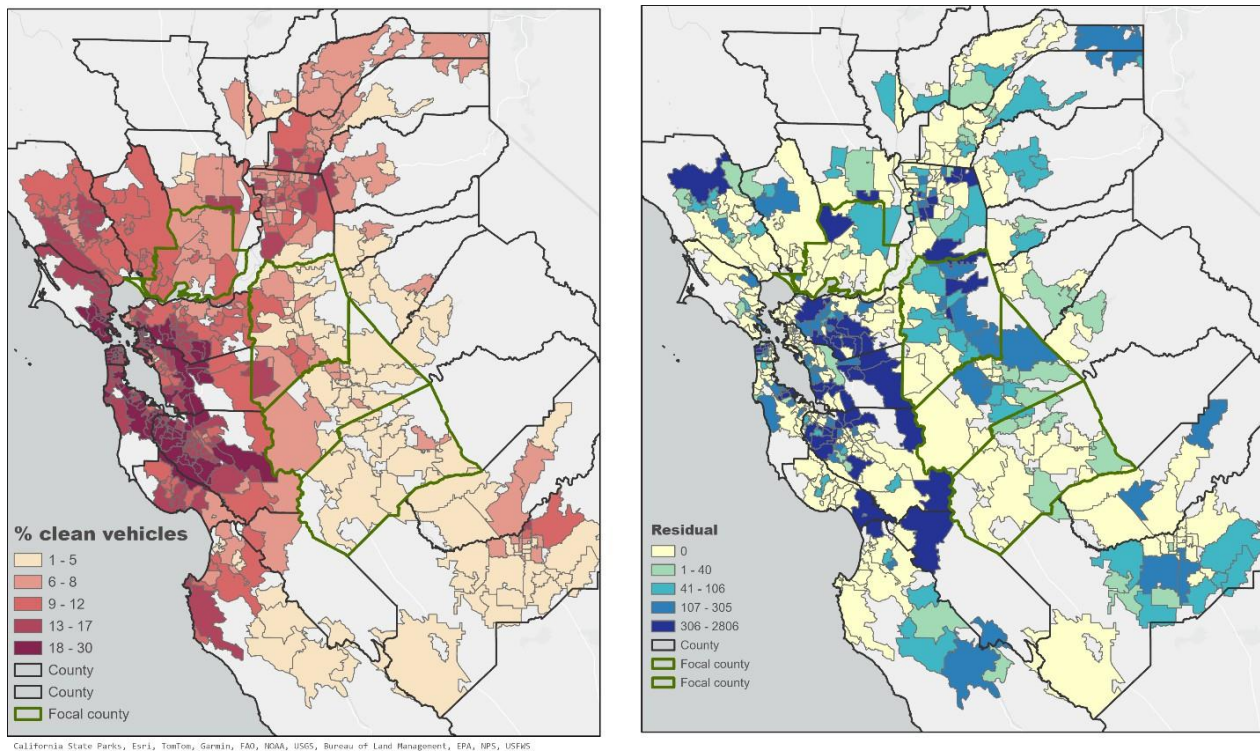 % clean vehicles
1 - 5
6 - 8
9 - 12
13 - 17
18 - 30
County
County
Focal county
California State Parks, Esri, TomTom, Garmin, FAO, NOAA, USGS, Bureau of Land Management, EPA, NPS, USFWS
Residual
0
1 - 40
41 - 106
107 - 305
306 - 2806
County
Focal county
Focal county